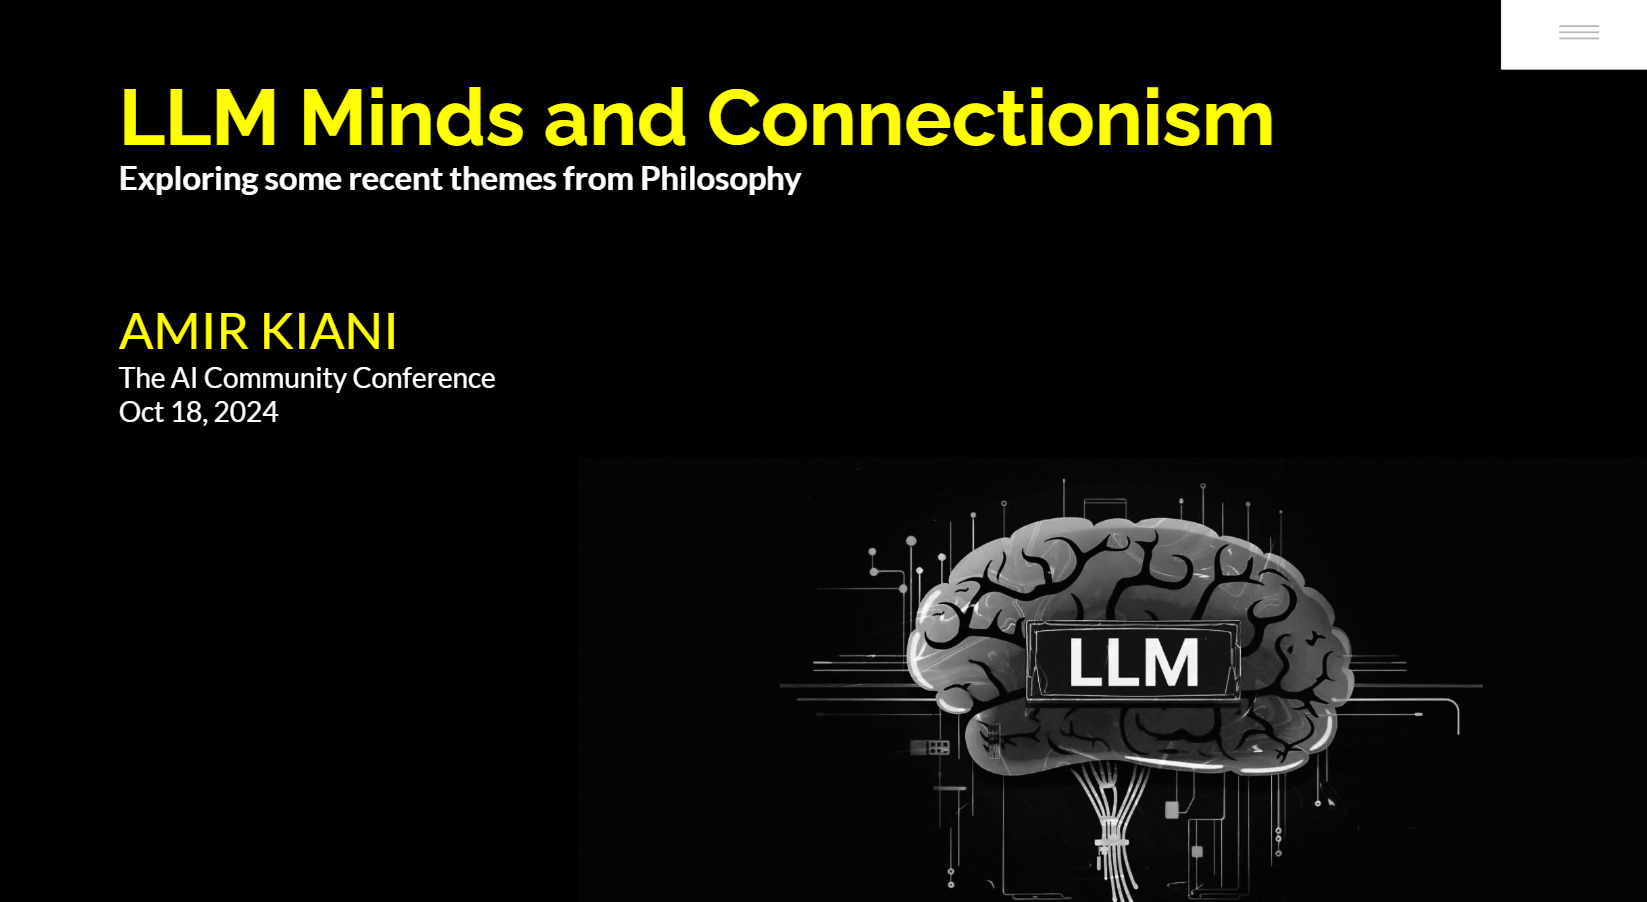 LLM Minds and Connectionism
Exploring some recent themes from Philosophy
AMIR KIANI
The AI Community Conference
Oct 18, 2024
LLM